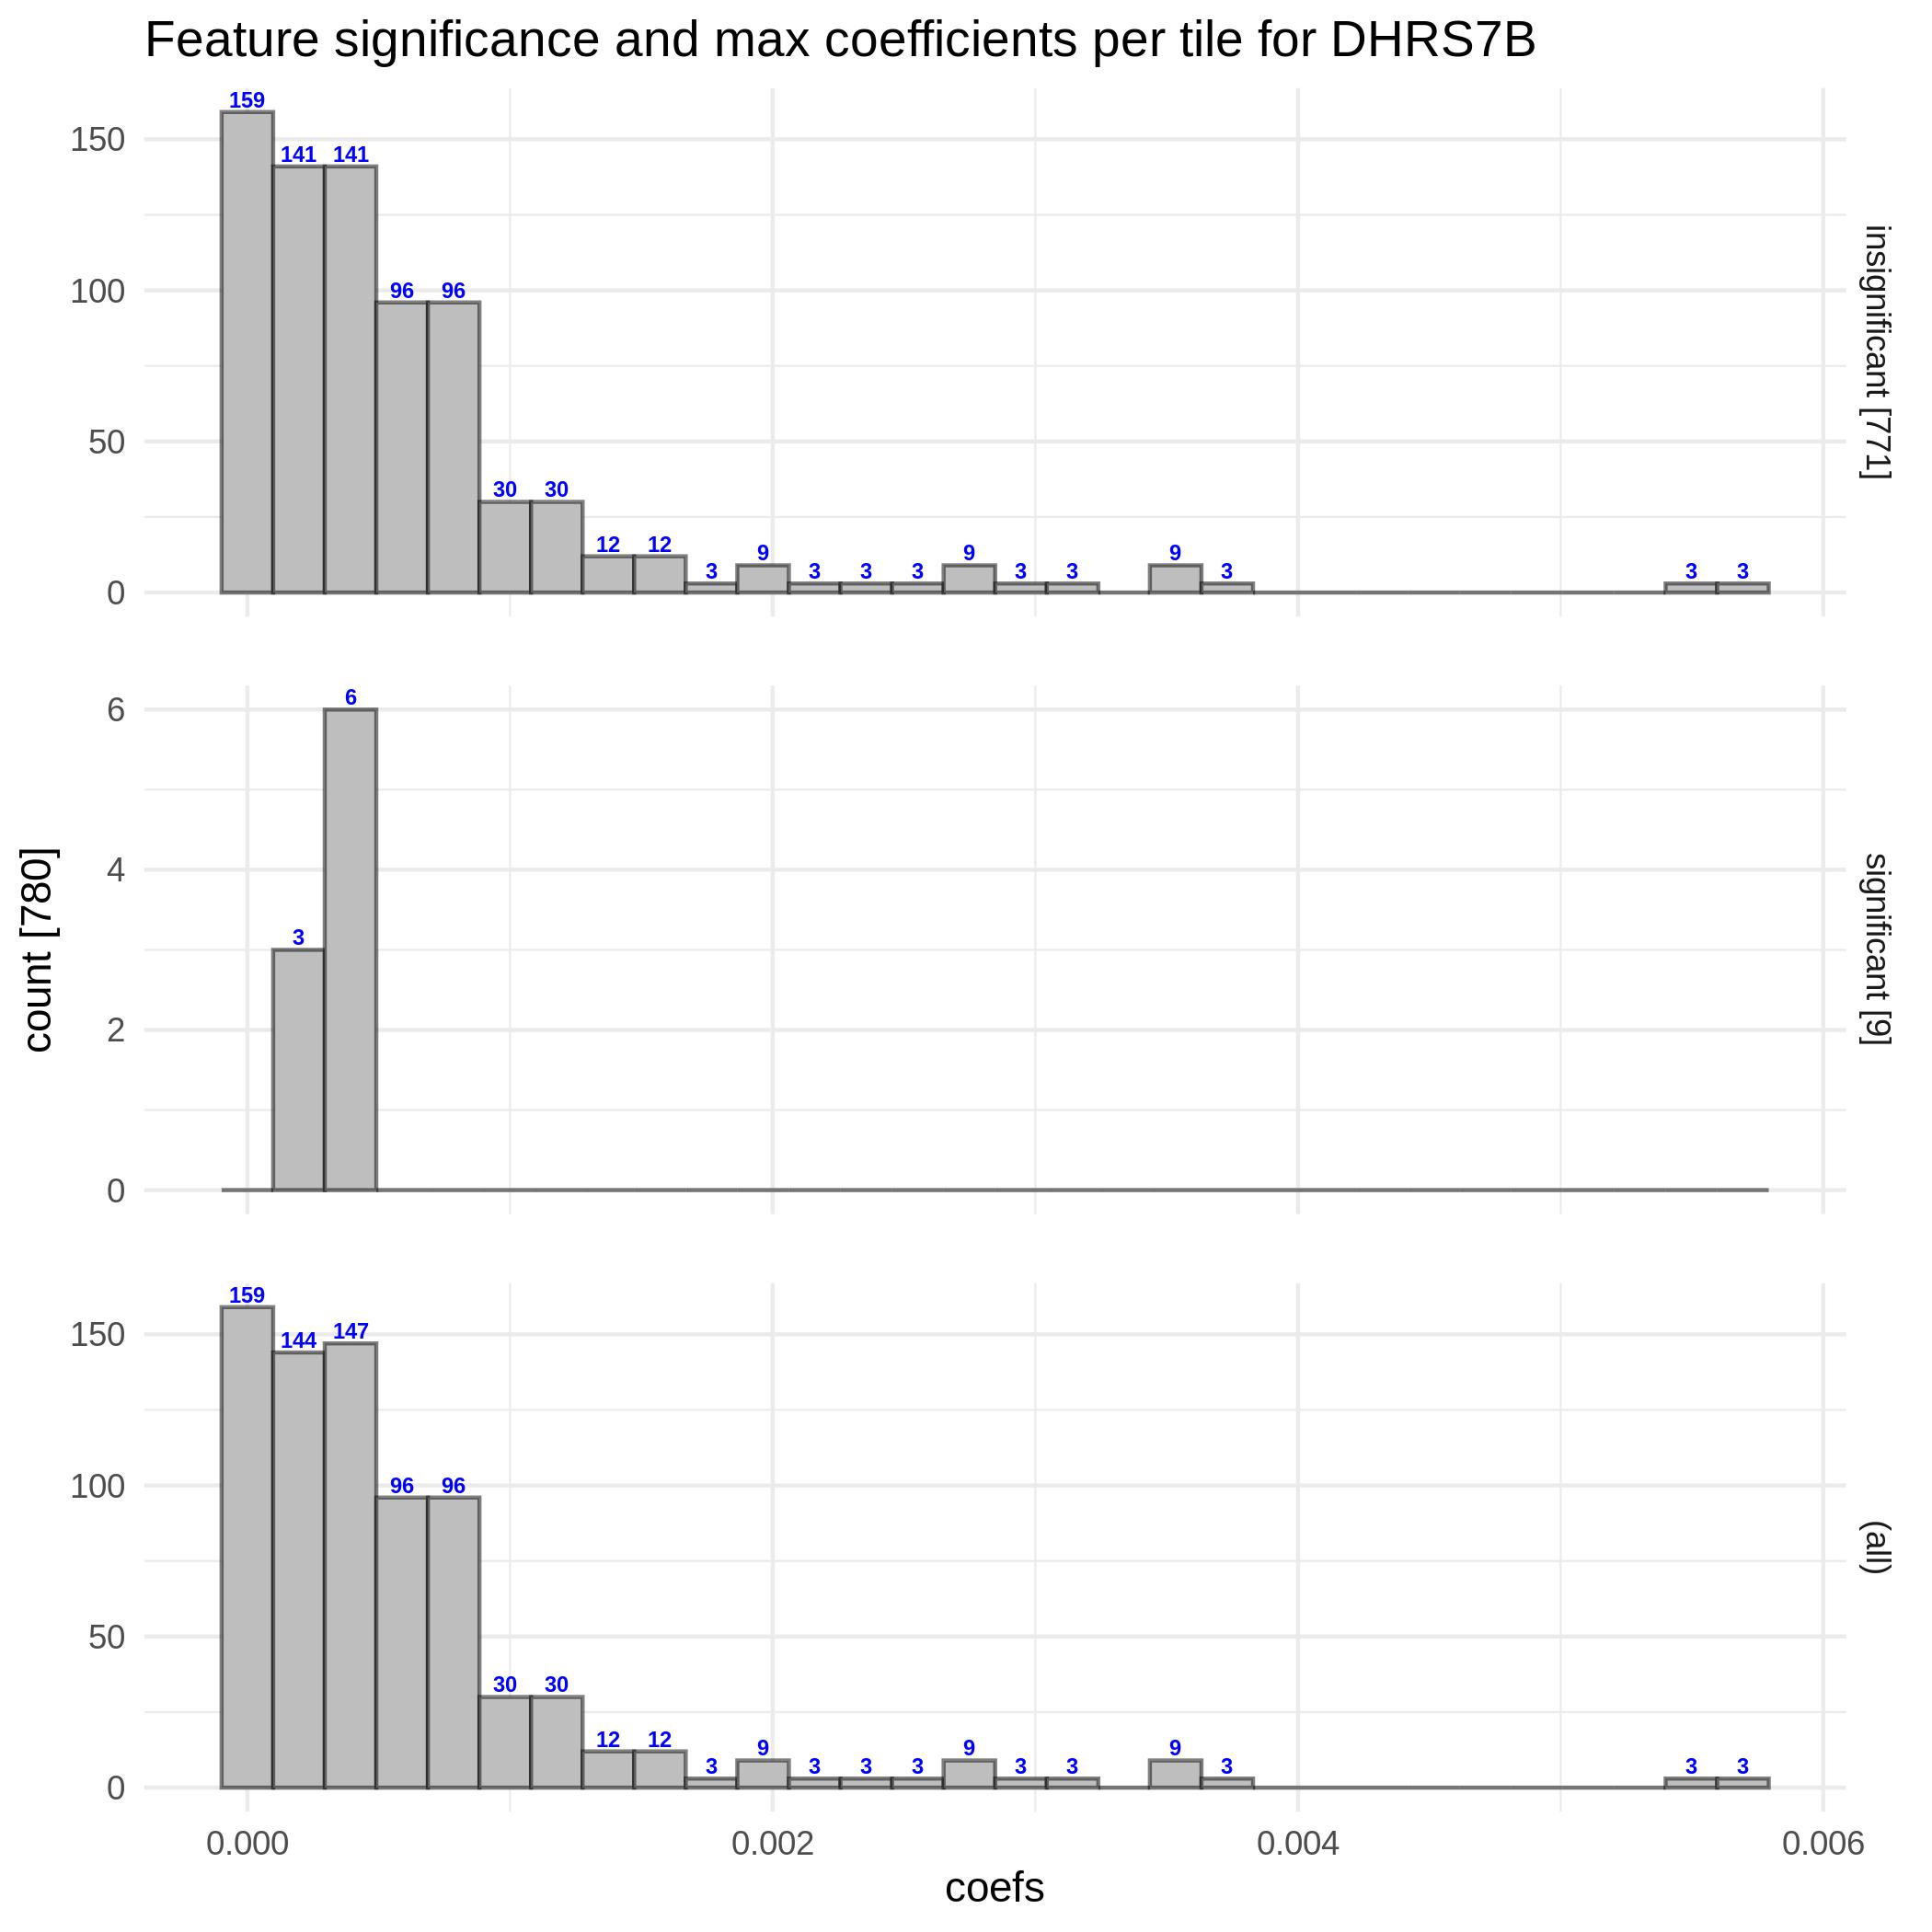 Feature significance and max coefficients per tile for DHRS7B
count [780]
159
141 141
96 96
30 30
12 12
3 9 3 3 3 9 3 3 9 3 3 3
150
100
50
0
insignificant [771]
6
3
6
4
2
0
significant [9]
159
144 147
96 96
30 30
12 12
3 9 3 3 3 9 3 3 9 3 3 3
150
100
50
0
(all)
0.000 0.002 0.004 0.006
coefs